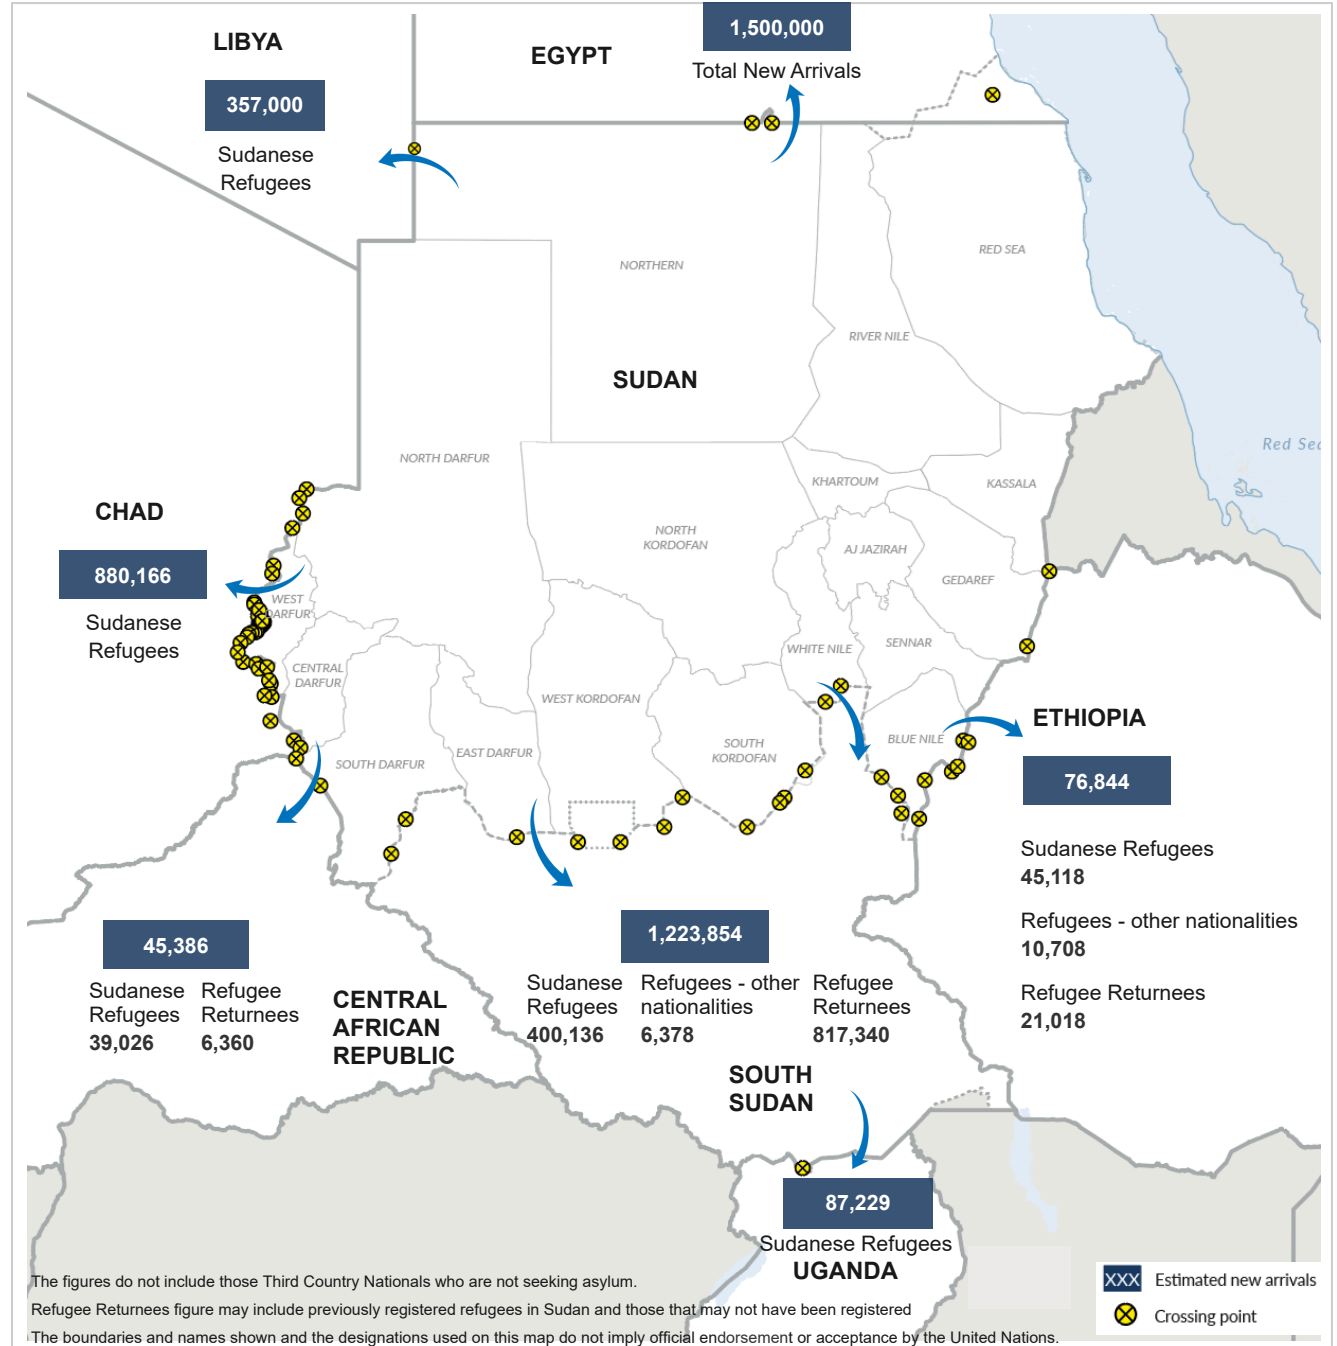 LIBYA
357,000
Sudanese
Refugees
EGYPT
1,500,000
Total New Arrivals
NORTHERN
RED SEA
RIVER NILE
SUDAN
Red Sea
NORTH DARFUR
KHARTOUM
KASSALA
NORTH
KORDOFAN
AJ JAZIRAH
GEDAREF
CHAD
880,166
Sudanese
Refugees
WEST
DARFUR
CENTRAL
DARFUR
WHITE NILE
SENNAR
WEST KORDOFAN
SOUTH
KORDOFAN
BLUE NILE
EAST DARFUR
SOUTH DARFUR
ETHIOPIA
76,844
Sudanese Refugees
45,118
Refugees - other nationalities
10,708
Refugee Returnees
21,018
45,386
Sudanese
Refugees
39,026
Refugee
Returnees
6,360
CENTRAL
AFRICAN
REPUBLIC
1,223,854
Sudanese
Refugees
400,136
Refugees - other
nationalities
6,378
Refugee
Returnees
817,340
SOUTH
SUDAN
87,229
Sudanese Refugees
UGANDA
The figures do not include those Third Country Nationals who are not seeking asylum.
Refugee Returnees figure may include previously registered refugees in Sudan and those that may not have been registered
The boundaries and names shown and the designations used on this map do not imply official endorsement or acceptance by the United Nations.
XXX Estimated new arrivals
Crossing point